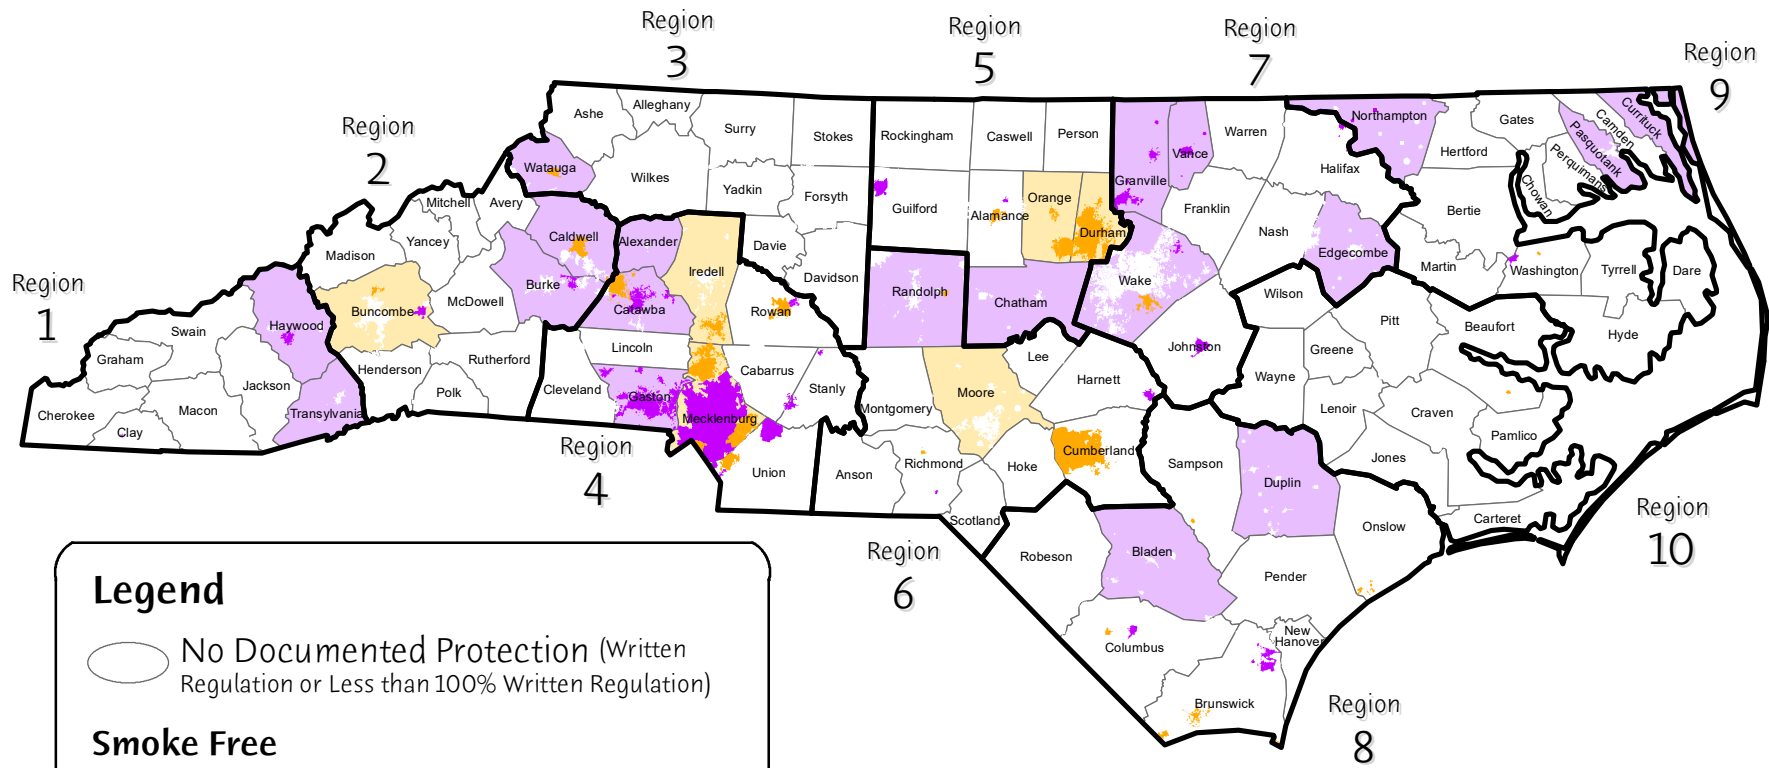 Region
3
Region
5
Region
7
Region
9
Region
2
Region
1
Ashe
Alleghany
Surry
Stokes
Rockingham
Caswell
Person
Granville
Vance
Warren
Northampton
Gates
Hertford
Camden
Currituck
Pasquotank
Perquimans
Chowan
Halifax
Bertie
Watauga
Wilkes
Yadkin
Forsyth
Guilford
Alamance
Orange
Durham
Franklin
Nash
Edgecombe
Martin
Washington
Tyrrell
Dare
Mitchell
Avery
Yancey
Madison
Caldwell
Alexander
Iredell
Davie
Davidson
Randolph
Chatham
Wake
Wilson
Pitt
Beaufort
Hyde
Buncombe
McDowell
Burke
Catawba
Rowan
Haywood
Swain
Graham
Jackson
Macon
Cherokee
Clay
Transylvania
Henderson
Polk
Rutherford
Cleveland
Lincoln
Gaston
Mecklenburg
Cabarrus
Stanly
Union
Montgomery
Anson
Richmond
Moore
Lee
Harnett
Johnston
Greene
Wayne
Lenoir
Craven
Pamlico
Jones
Carteret
Onslow
Hoke
Cumberland
Sampson
Duplin
Scotland
Robeson
Bladen
Pender
Columbus
New
Hanover
Brunswick
Region
4
Region
6
Region
8
Region
10
Legend
No Documented Protection (Written
Regulation or Less than 100% Written Regulation)
Smoke Free